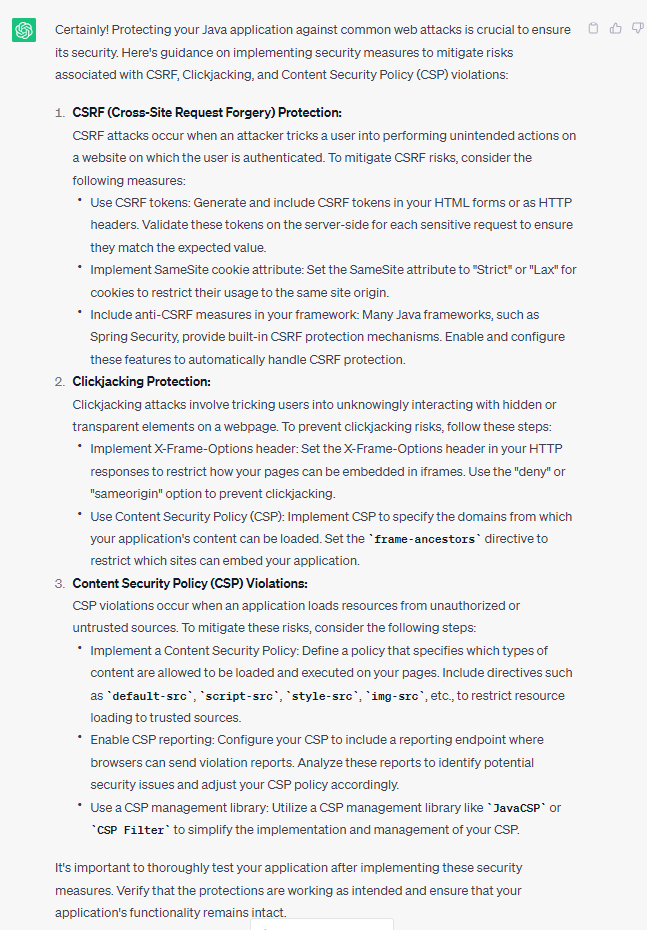 Certainly! Protecting your Java application against common web attacks is crucial to ensure
its security. Here's guidance on implementing security measures to mitigate risks
associated with CSRF, Clickjacking, and Content Security Policy (CSP) violations:
1. CSRF (Cross-Site Request Forgery) Protection:
CSRF attacks occur when an attacker tricks a user into performing unintended actions on
a website on which the user is authenticated. To mitigate CSRF risks, consider the
following measures:
• Use CSRF tokens: Generate and include CSRF tokens in your HTML forms or as HTTP
headers. Validate these tokens on the server-side for each sensitive request to ensure
they match the expected value.
• Implement SameSite cookie attribute: Set the SameSite attribute to "Strict" or "Lax" for
cookies to restrict their usage to the same site origin.
• Include anti-CSRF measures in your framework: Many Java frameworks, such as
Spring Security, provide built-in CSRF protection mechanisms. Enable and configure
these features to automatically handle CSRF protection.
2. Clickjacking Protection:
Clickjacking attacks involve tricking users into unknowingly interacting with hidden or
transparent elements on a webpage. To prevent clickjacking risks, follow these steps:
• Implement X-Frame-Options header: Set the X-Frame-Options header in your HTTP
responses to restrict how your pages can be embedded in iframes. Use the "deny" or
"sameorigin" option to prevent clickjacking.
• Use Content Security Policy (CSP): Implement CSP to specify the domains from which
your application's content can be loaded. Set the `frame-ancestors` directive to
restrict which sites can embed your application.
3. Content Security Policy (CSP) Violations:
CSP violations occur when an application loads resources from unauthorized or
untrusted sources. To mitigate these risks, consider the following steps:
• Implement a Content Security Policy: Define a policy that specifies which types of
content are allowed to be loaded and executed on your pages. Include directives such
as `default-src`, `script-src`, `style-src`, `img-src`, etc., to restrict resource
loading to trusted sources.
• Enable CSP reporting: Configure your CSP to include a reporting endpoint where
browsers can send violation reports. Analyze these reports to identify potential
security issues and adjust your CSP policy accordingly.
• Use a CSP management library: Utilize a CSP management library like `JavaCSP` or
`CSP Filter` to simplify the implementation and management of your CSP.
It's important to thoroughly test your application after implementing these security
measures. Verify that the protections are working as intended and ensure that your
application's functionality remains intact.